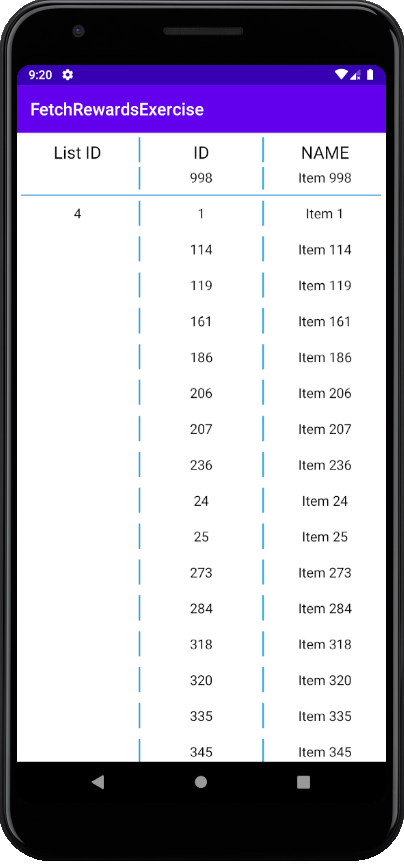 9:20
FetchRewardsExercise
List ID ID NAME
998 Item 998
4 1 Item 1
114 Item 114
119 Item 119
161 Item 161
186 Item 186
206 Item 206
207 Item 207
236 Item 236
24 Item 24
25 Item 25
273 Item 273
284 Item 284
318 Item 318
320 Item 320
335 Item 335
345 Item 345